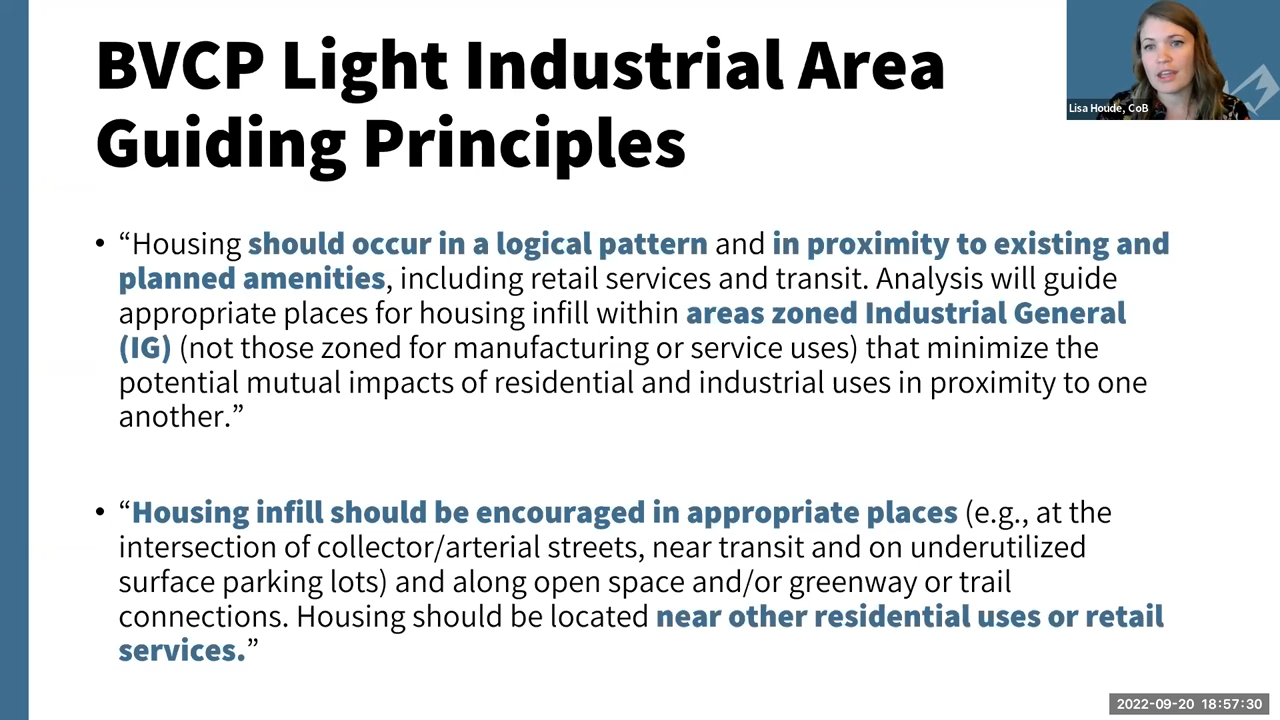 BVCP Light Industrial Area
Guiding Principles
Lisa Houde, CoB
• “Housing should occur in a logical pattern and in proximity to existing and
planned amenities, including retail services and transit. Analysis will guide
appropriate places for housing infill within areas zoned Industrial General
(IG) (not those zoned for manufacturing or service uses) that minimize the
potential mutual impacts of residential and industrial uses in proximity to one
another.”
• “Housing infill should be encouraged in appropriate places (e.g., at the
intersection of collector/arterial streets, near transit and on underutilized
surface parking lots) and along open space and/or greenway or trail
connections. Housing should be located near other residential uses or retail
services.”
2022-09-20 18:57:30